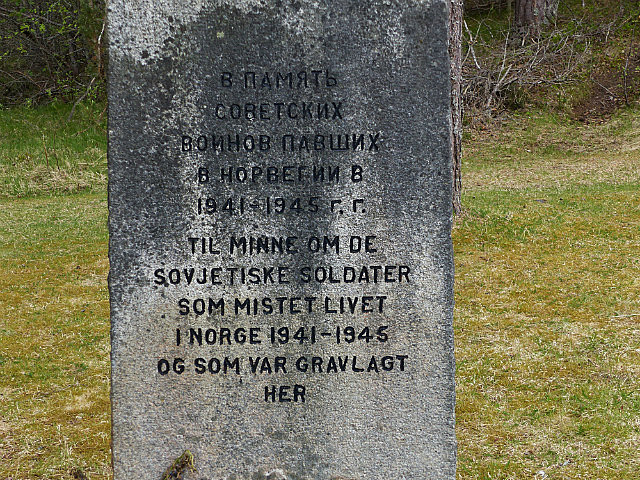 В ПАМЯТЬ
СОВЕТСКИХ
ВОИНОВ ПАВШИХ
В НОРВЕГИИ В
1941-1945 г.г.
TIL MINNE OM DE
SOVJETISKE SOLDATER
SOM MISTET LIVET
I NORGE 1941-1945
OG SOM VAR GRAVLAGT
HER